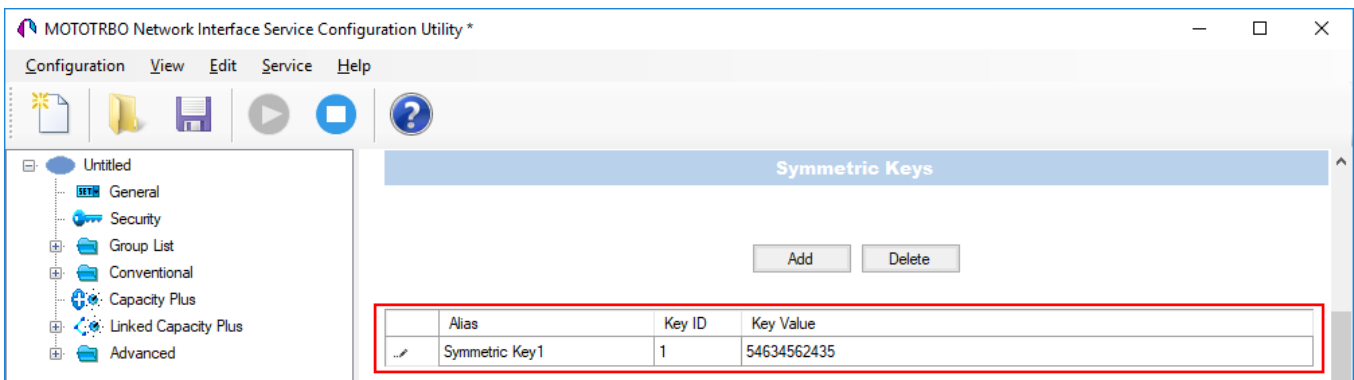 MOTOTRBO Network Interface Service Configuration Utility *
Configuration View Edit Service Help
Untitled
SET
General
Security
Group List
Conventional
Capacity Plus
Linked Capacity Plus
Advanced
Symmetric Keys
Add Delete
Alias Key ID Key Value
Symmetric Key1 1 54634562435